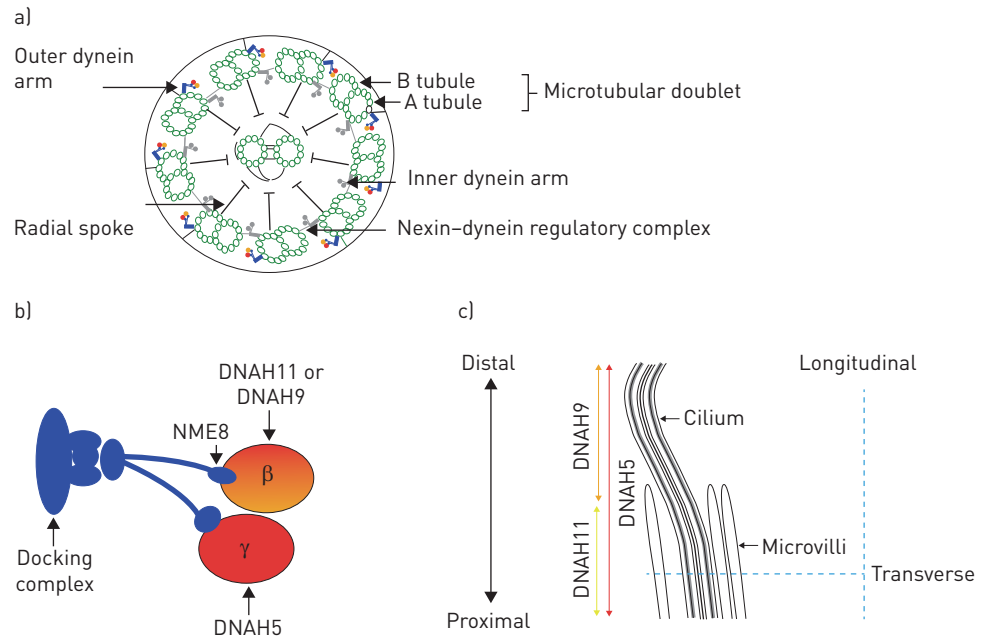 a)
Outer dynein
arm
B tubule
A tubule
Microtubular doublet
Inner dynein arm
Radial spoke
Nexin–dynein regulatory complex
b)
DNAH11 or
DNAH9
NME8
β
γ
Docking
complex
DNAH5
c)
Distal
Longitudinal
DNAH9
Cilium
DNAH5
DNAH11
Microvilli
Transverse
Proximal